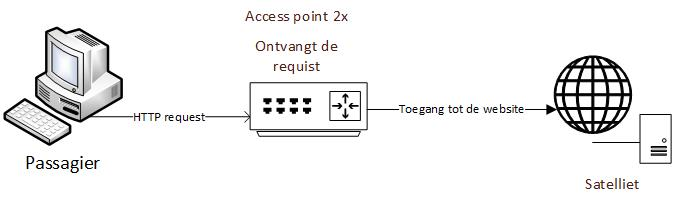 Access point 2x
Ontvangt de
requist
HTTP request
Toegang tot de website
Passagier
Satelliet